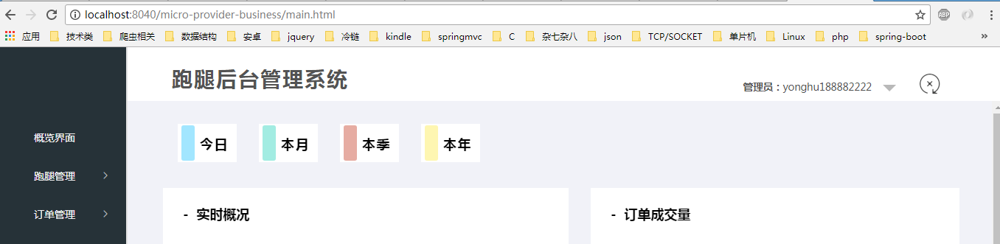 localhost:8040/micro-provider-business/main.html
ABP
应用 技术类 爬虫相关 数据结构 安卓 jquery 冷链 kindle springmvc C 杂七杂八 json TCP/SOCKET 单片机 Linux php spring-boot »
跑腿后台管理系统
管理员：yonghu188882222
概览界面
今日 本月 本季 本年
跑腿管理
订单管理
- 实时概况
- 订单成交量